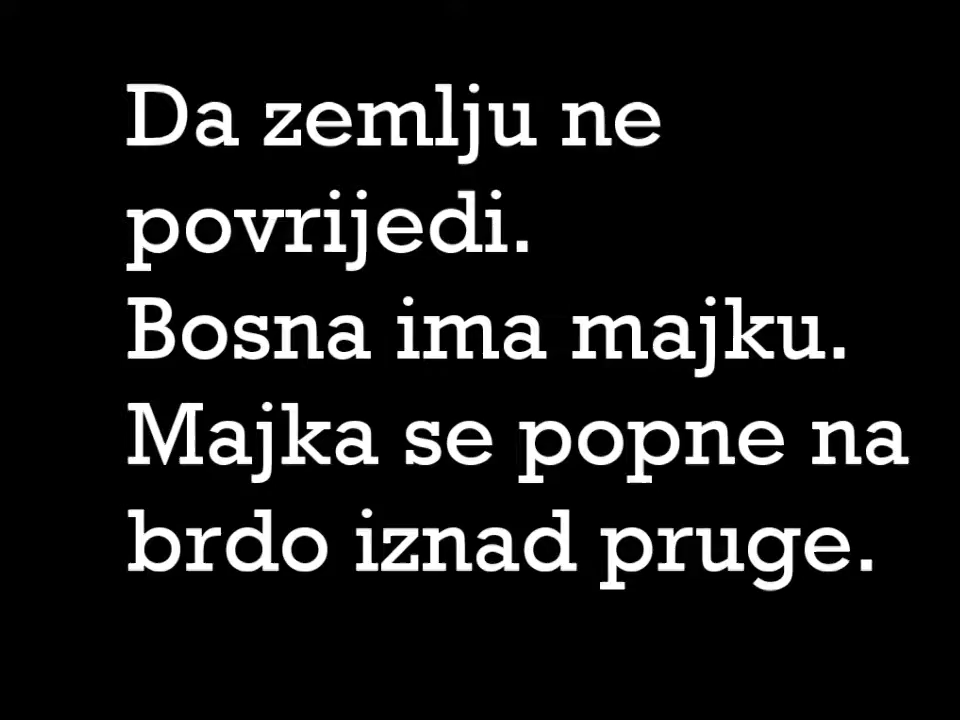 Da zemlju ne
povrijedi.
Bosna ima majku.
Majka se popne na
brdo iznad pruge.